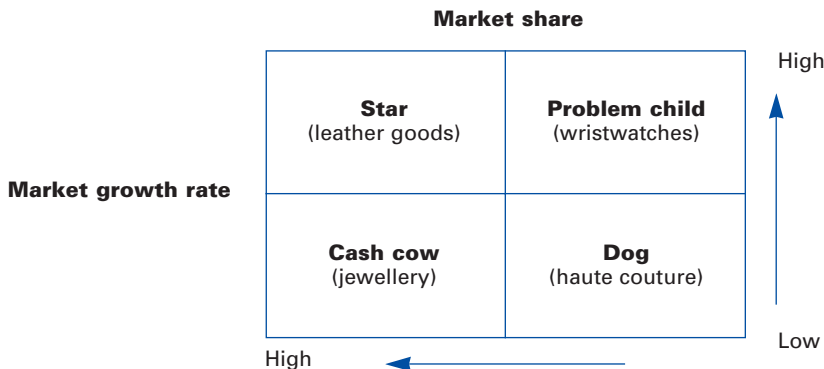 Market share
High
Star
(leather goods)
Problem child
(wristwatches)
Market growth rate
Cash cow
(jewellery)
Dog
(haute couture)
Low
High